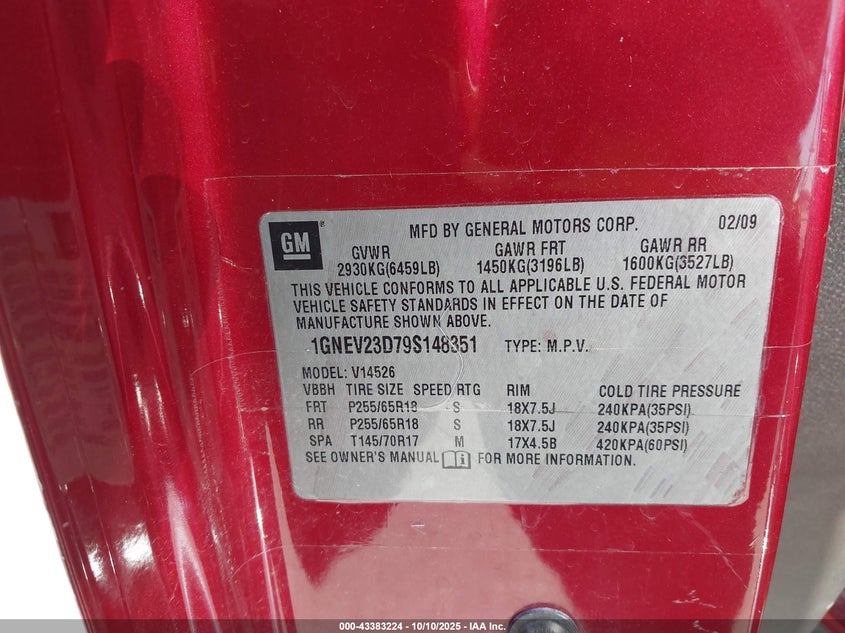 GM
MFD BY GENERAL MOTORS CORP. 02/09
GVWR GAWR FRT GAWR RR
2930KG(6459LB) 1450KG(3196LB) 1600KG(3527LB)
THIS VEHICLE CONFORMS TO ALL APPLICABLE U.S. FEDERAL MOTOR
VEHICLE SAFETY STANDARDS IN EFFECT ON THE DATE OF
MANUFACTURE SHOWN ABOVE.
1GNEV23D79S148351 TYPE: M.P.V.
MODEL: V14526
VBBH TIRE SIZE SPEED RTG RIM COLD TIRE PRESSURE
FRT P255/65R18 S 18X7.5J 240KPA(35PSI)
RR P255/65R18 S 18X7.5J 240KPA(35PSI)
SPA T145/70R17 M 17X4.5B 420KPA(60PSI)
SEE OWNER'S MANUAL FOR MORE INFORMATION.
000-43383224 - 10/10/2025 - IAA Inc.